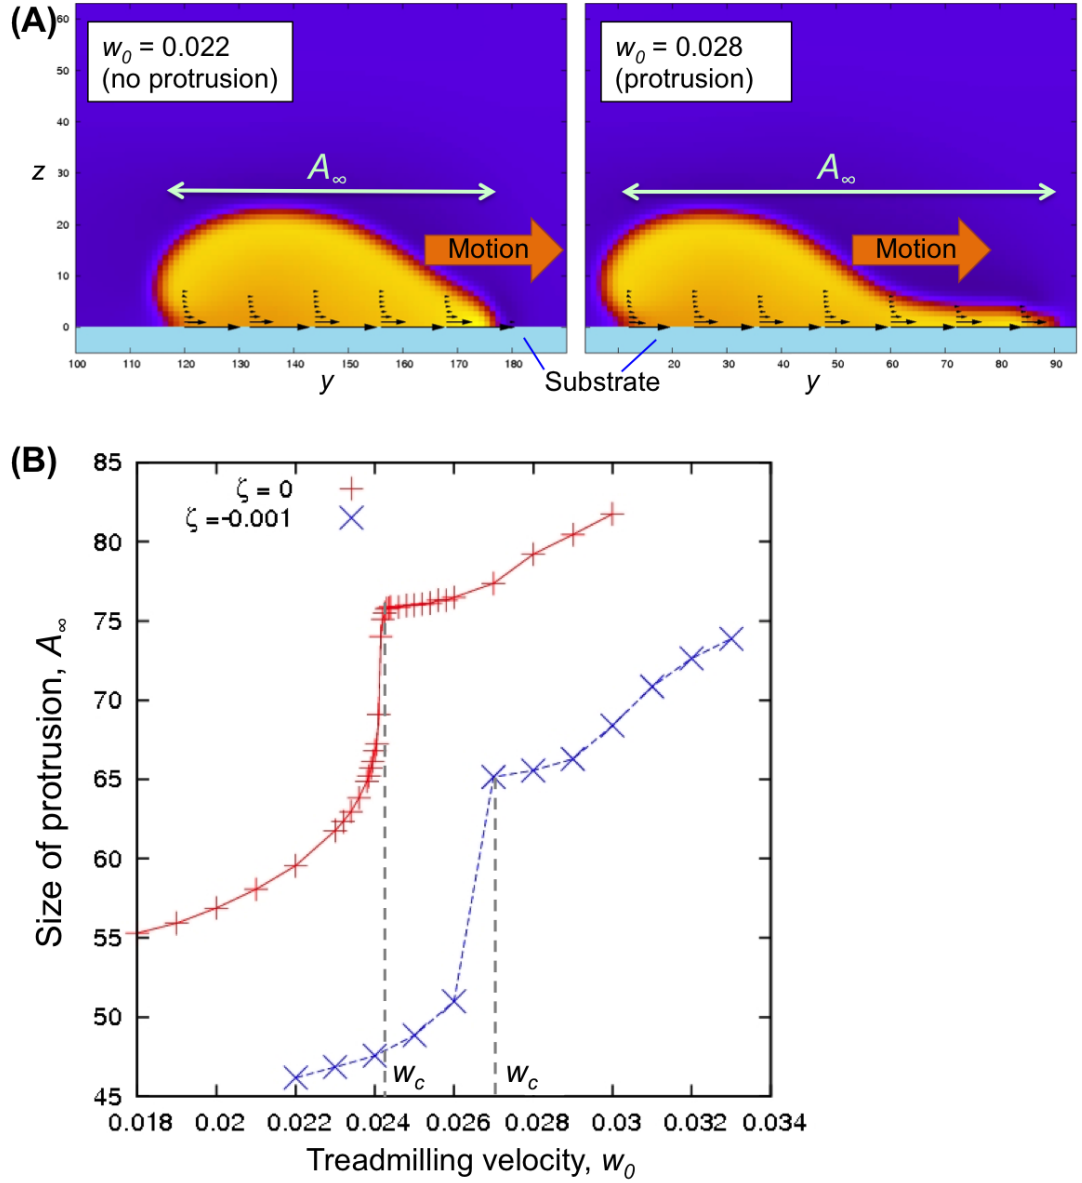 (A)
w₀ = 0.022
(no protrusion)
w₀ = 0.028
(protrusion)
60
50
40
z 30
20
10
0
A∞
A∞
Motion
Motion
100 110 120 130 140 150 160 170 180
20 30 40 50 60 70 80 90
y
Substrate
y
(B)
85
80
75
70
65
60
55
50
45
ζ = 0
ζ =-0.001
Size of protrusion, A∞
w_c
w_c
0.018 0.02 0.022 0.024 0.026 0.028 0.03 0.032 0.034
Treadmilling velocity, w₀